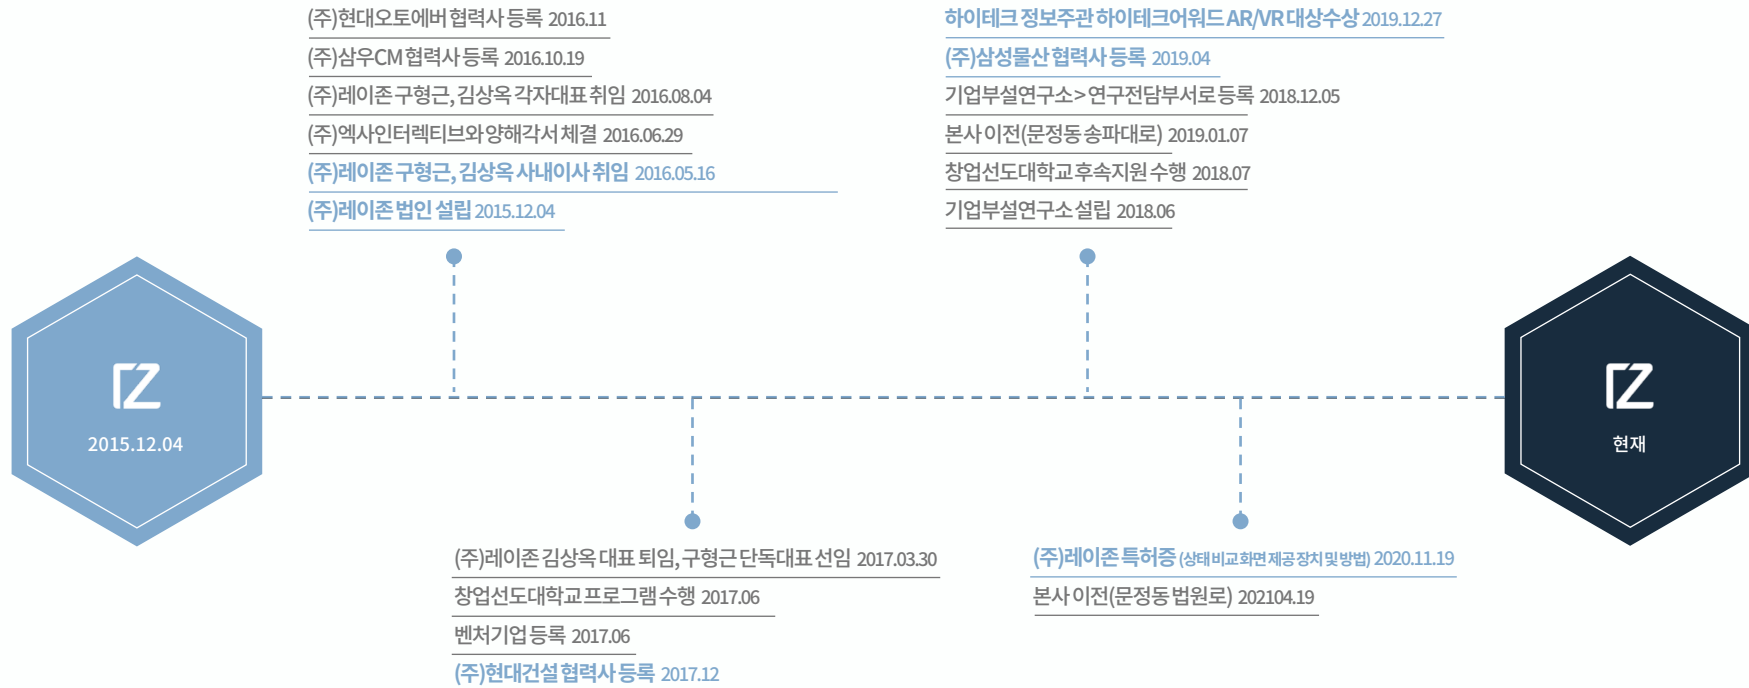 (주)현대오토에버 협력사 등록 2016.11
(주)삼우CM 협력사 등록 2016.10.19
(주)레이존 구형근, 김상옥 각자대표 취임 2016.08.04
(주)엑사인터렉티브와 양해각서 체결 2016.06.29
(주)레이존 구형근, 김상옥 사내이사 취임 2016.05.16
(주)레이존 법인 설립 2015.12.04
하이테크 정보주관 하이테크어워드 AR/VR 대상수상 2019.12.27
(주)삼성물산 협력사 등록 2019.04
기업부설연구소 > 연구전담부서로 등록 2018.12.05
본사 이전(문정동 송파대로) 2019.01.07
창업선도대학교 후속지원 수행 2018.07
기업부설연구소 설립 2018.06
2015.12.04
현재
(주)레이존 김상옥 대표 퇴임, 구형근 단독대표 선임 2017.03.30
창업선도대학교 프로그램 수행 2017.06
벤처기업 등록 2017.06
(주)현대건설 협력사 등록 2017.12
(주)레이존 특허증 (상태 비교 화면 제공 장치 및 방법) 2020.11.19
본사 이전(문정동 법원로) 202104.19